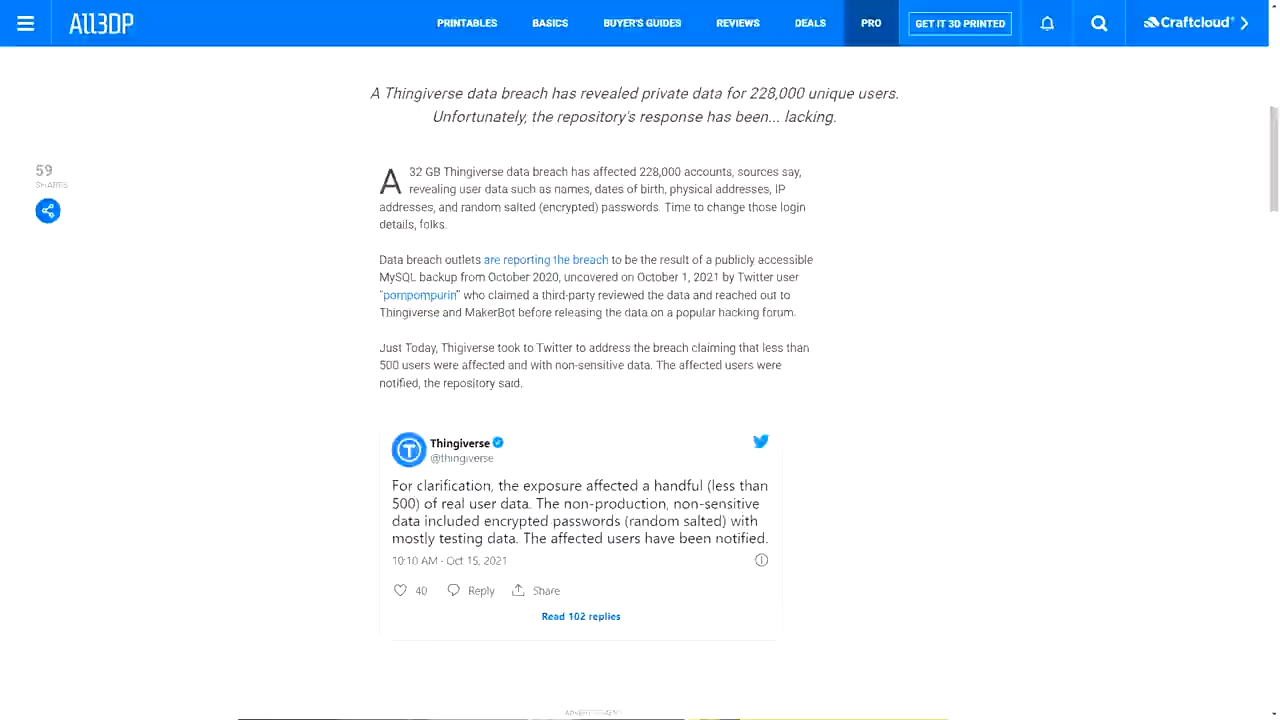 ALL3DP
PRINTABLES BASICS BUYER'S GUIDES REVIEWS DEALS PRO GET IT 3D PRINTED Craftcloud®
A Thingiverse data breach has revealed private data for 228,000 unique users.
Unfortunately, the repository's response has been... lacking.
59
SHARES
A 32 GB Thingiverse data breach has affected 228,000 accounts, sources say,
revealing user data such as names, dates of birth, physical addresses, IP
addresses, and random salted (encrypted) passwords. Time to change those login
details, folks.
Data breach outlets are reporting the breach to be the result of a publicly accessible
MySQL backup from October 2020, uncovered on October 1, 2021 by Twitter user
"pompompurin" who claimed a third-party reviewed the data and reached out to
Thingiverse and MakerBot before releasing the data on a popular hacking forum.
Just Today, Thigiverse took to Twitter to address the breach claiming that less than
500 users were affected and with non-sensitive data. The affected users were
notified, the repository said.
Thingiverse
@thingiverse
For clarification, the exposure affected a handful (less than
500) of real user data. The non-production, non-sensitive
data included encrypted passwords (random salted) with
mostly testing data. The affected users have been notified.
10:10 AM · Oct 15, 2021
40 Reply Share
Read 102 replies
ADVERTISEMENT